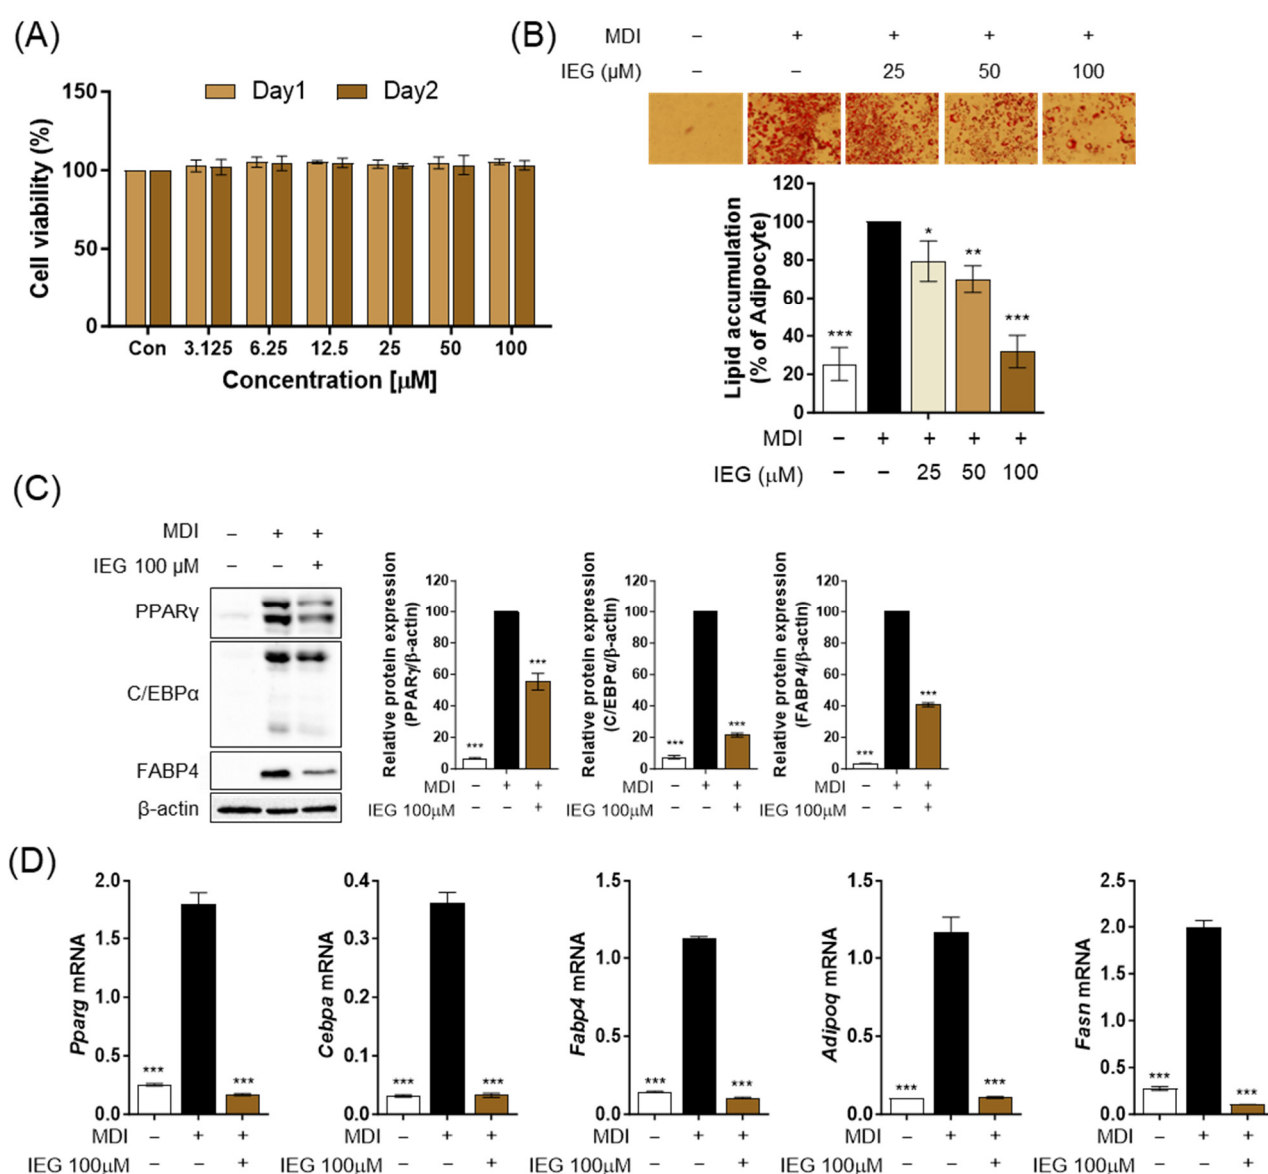 (A)
Day1 Day2
Cell viability (%)
150
100
50
0
Con 3.125 6.25 12.5 25 50 100
Concentration [μM]
(B)
MDI – + + + +
IEG (μM) – – 25 50 100
Lipid accumulation
(% of Adipocyte)
120
100
80
60
40
20
0
*** * ** ***
MDI – + + + +
IEG (μM) – – 25 50 100
(C)
MDI – + +
IEG 100 μM – – +
PPARγ
C/EBPα
FABP4
β-actin
Relative protein expression
(PPARγ/β-actin)
120
100
80
60
40
20
0
*** ***
MDI – + +
IEG 100μM – – +
Relative protein expression
(C/EBPα/β-actin)
120
100
80
60
40
20
0
*** ***
MDI – + +
IEG 100μM – – +
Relative protein expression
(FABP4/β-actin)
120
100
80
60
40
20
0
*** ***
MDI – + +
IEG 100μM – – +
(D)
Pparg mRNA
2.0
1.5
1.0
0.5
0.0
*** ***
MDI – + +
IEG 100μM – – +
Cebpa mRNA
0.4
0.3
0.2
0.1
0.0
*** ***
MDI – + +
IEG 100μM – – +
Fabp4 mRNA
1.5
1.0
0.5
0.0
*** ***
MDI – + +
IEG 100μM – – +
Adipoq mRNA
1.5
1.0
0.5
0.0
*** ***
MDI – + +
IEG 100μM – – +
Fasn mRNA
2.5
2.0
1.5
1.0
0.5
0.0
*** ***
MDI – + +
IEG 100μM – – +